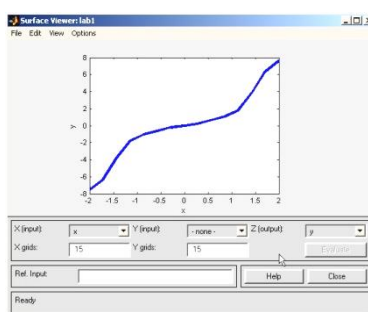 Surface Viewer: lab1
File Edit View Options
8
6
4
2
0
-2
-4
-6
-8
y
-2 -1.5 -1 -0.5 0 0.5 1 1.5 2
x
X (input): x Y (input): - none - Z (output): y
X grids: 15 Y grids: 15 Evaluate
Ref. Input: Help Close
Ready